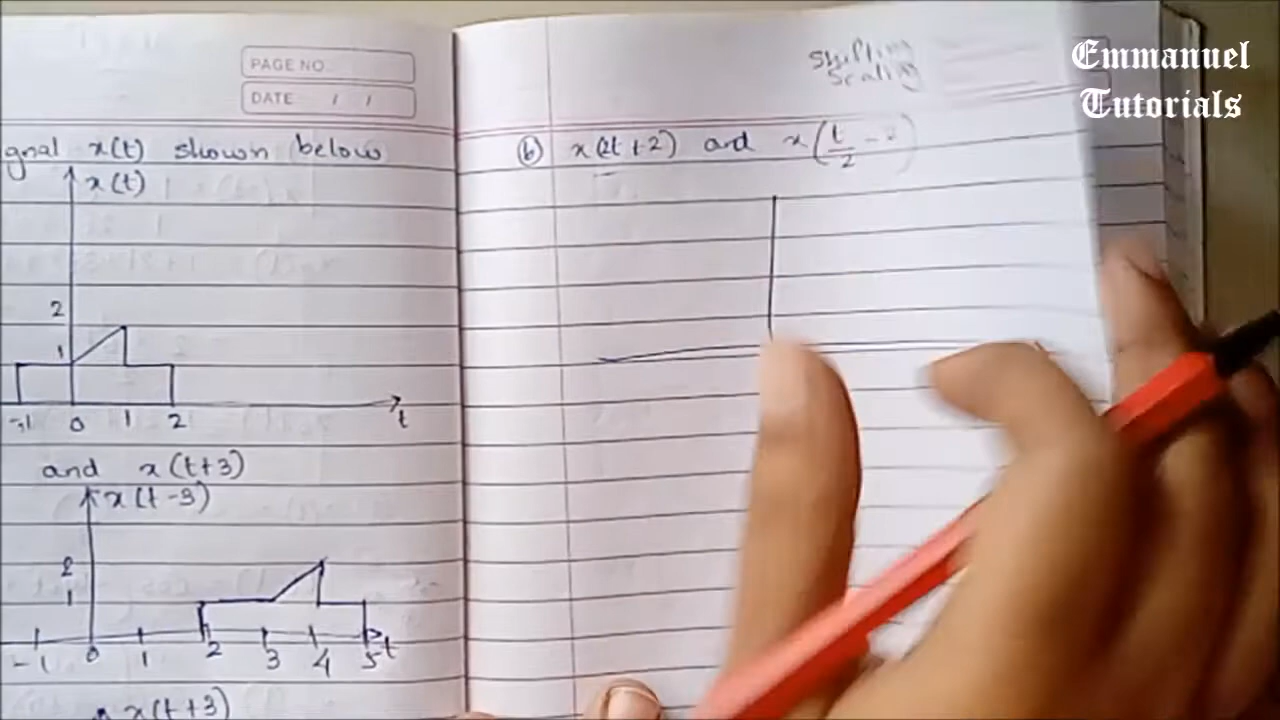 PAGE NO.
DATE / /
gnal x(t) shown below
x(t)
2
1
-1 0 1 2 t
and x(t+3)
x(t-3)
2
1
-1 0 1 2 3 4 5 t
x(t+3)
Shifting
Scaling
Emmanuel
Tutorials
(b) x(2t+2) and x(t/2 - 2)